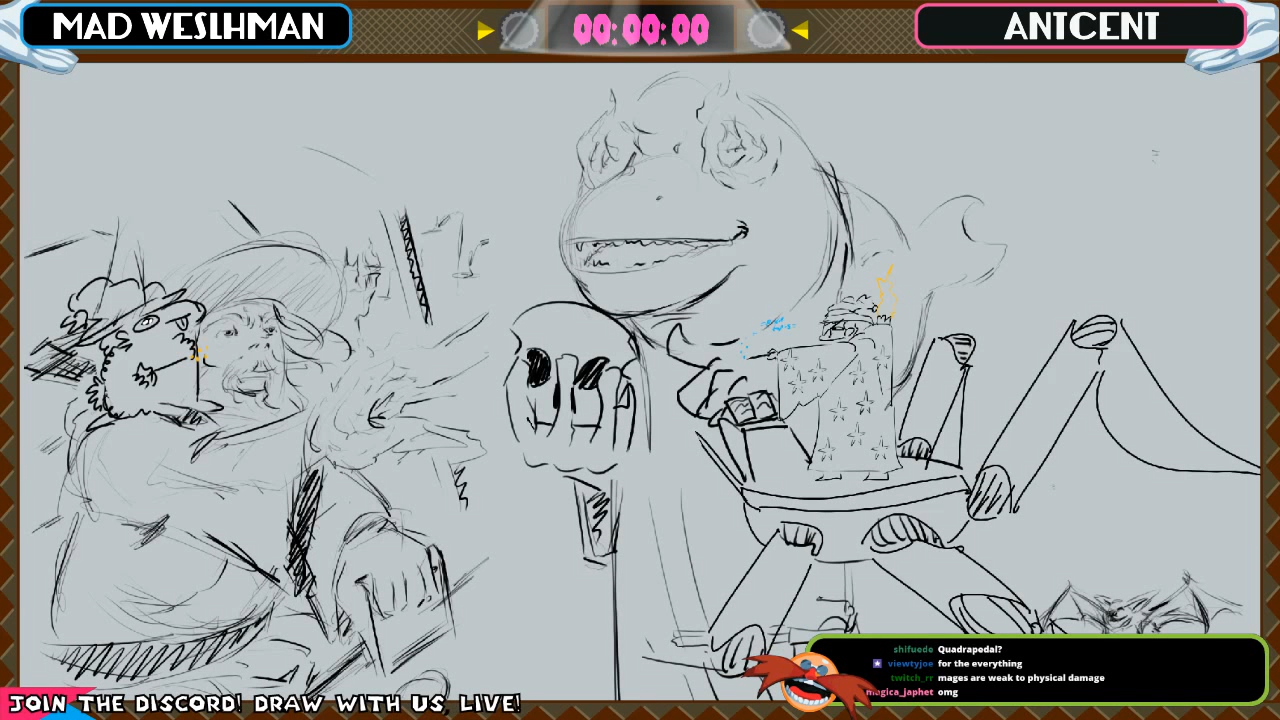 MAD WESLHMAN
00:00:00
ANTCENT
shifuede Quadrapedal?
viewtyjoe for the everything
twitch_rr mages are weak to physical damage
magica_japhet omg
JOIN THE DISCORD! DRAW WITH US, LIVE!